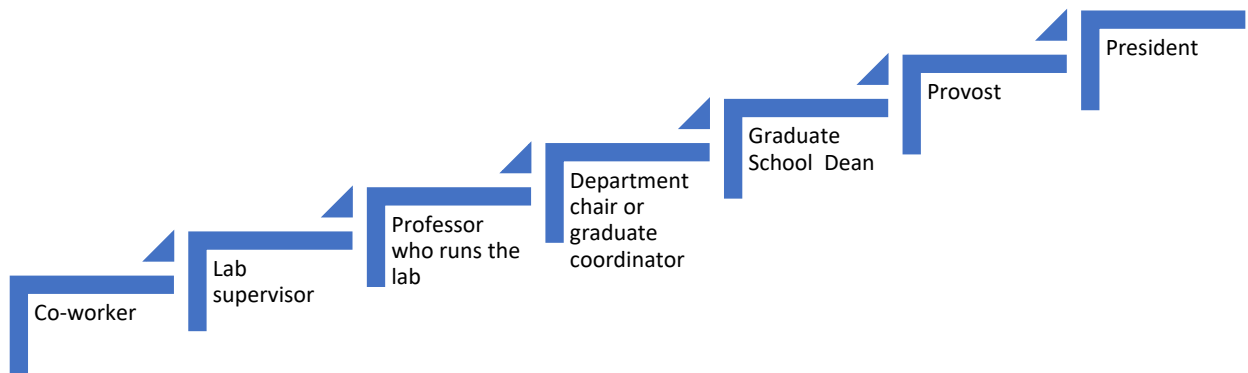 Co-worker
Lab
supervisor
Professor
who runs the
lab
Department
chair or
graduate
coordinator
Graduate
School  Dean
Provost
President